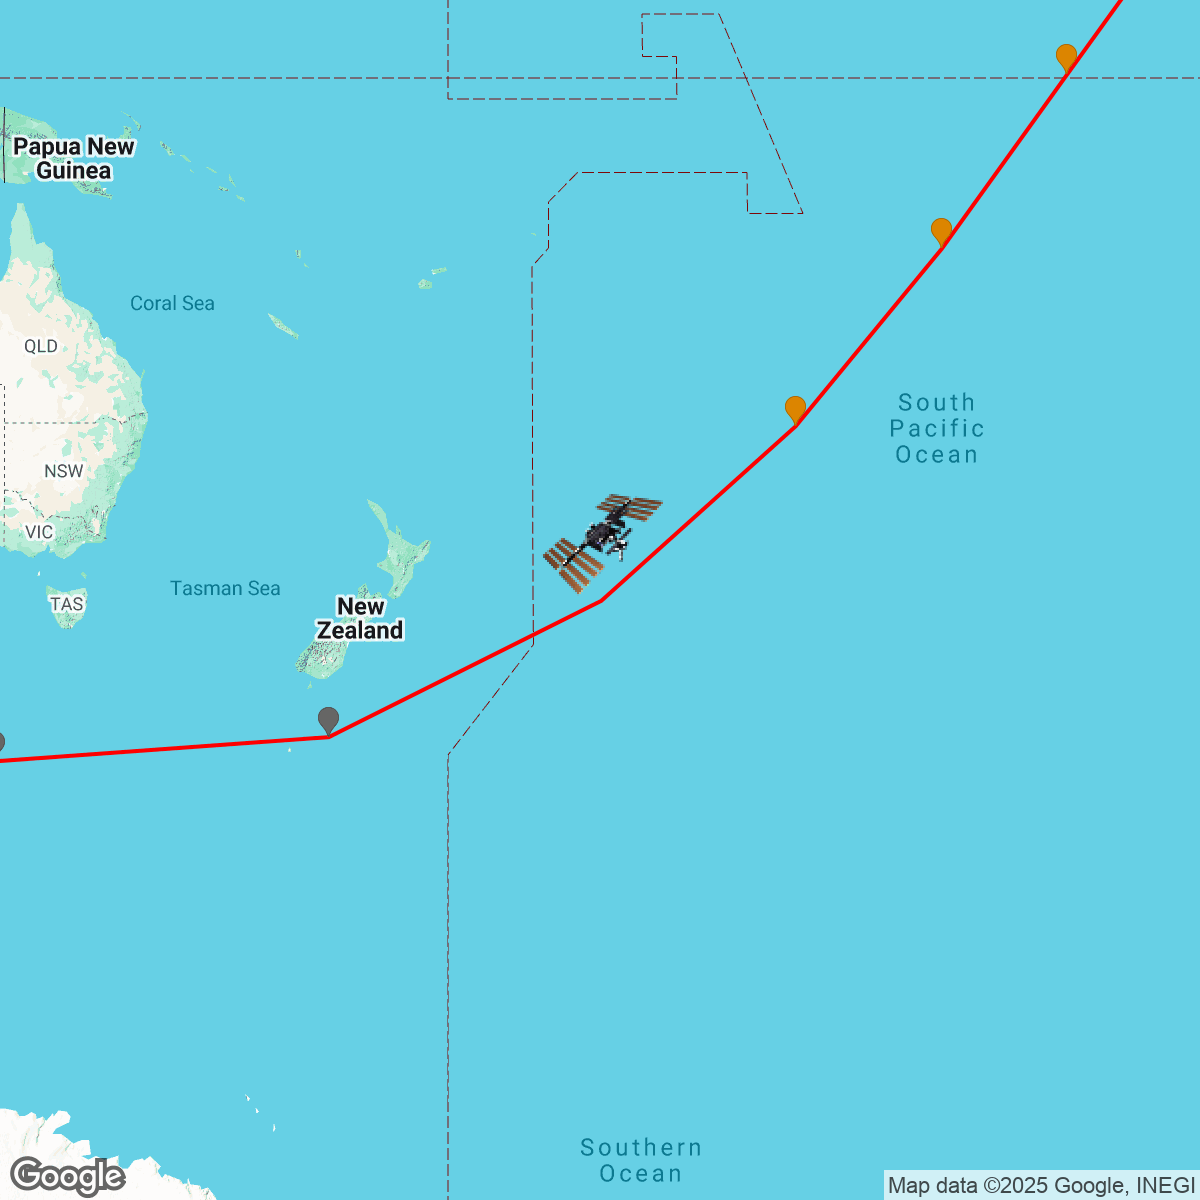 Papua New
Guinea
Coral Sea
QLD
South
Pacific
Ocean
NSW
VIC
Tasman Sea
TAS
New
Zealand
Southern
Ocean
Google
Map data ©2025 Google, INEGI